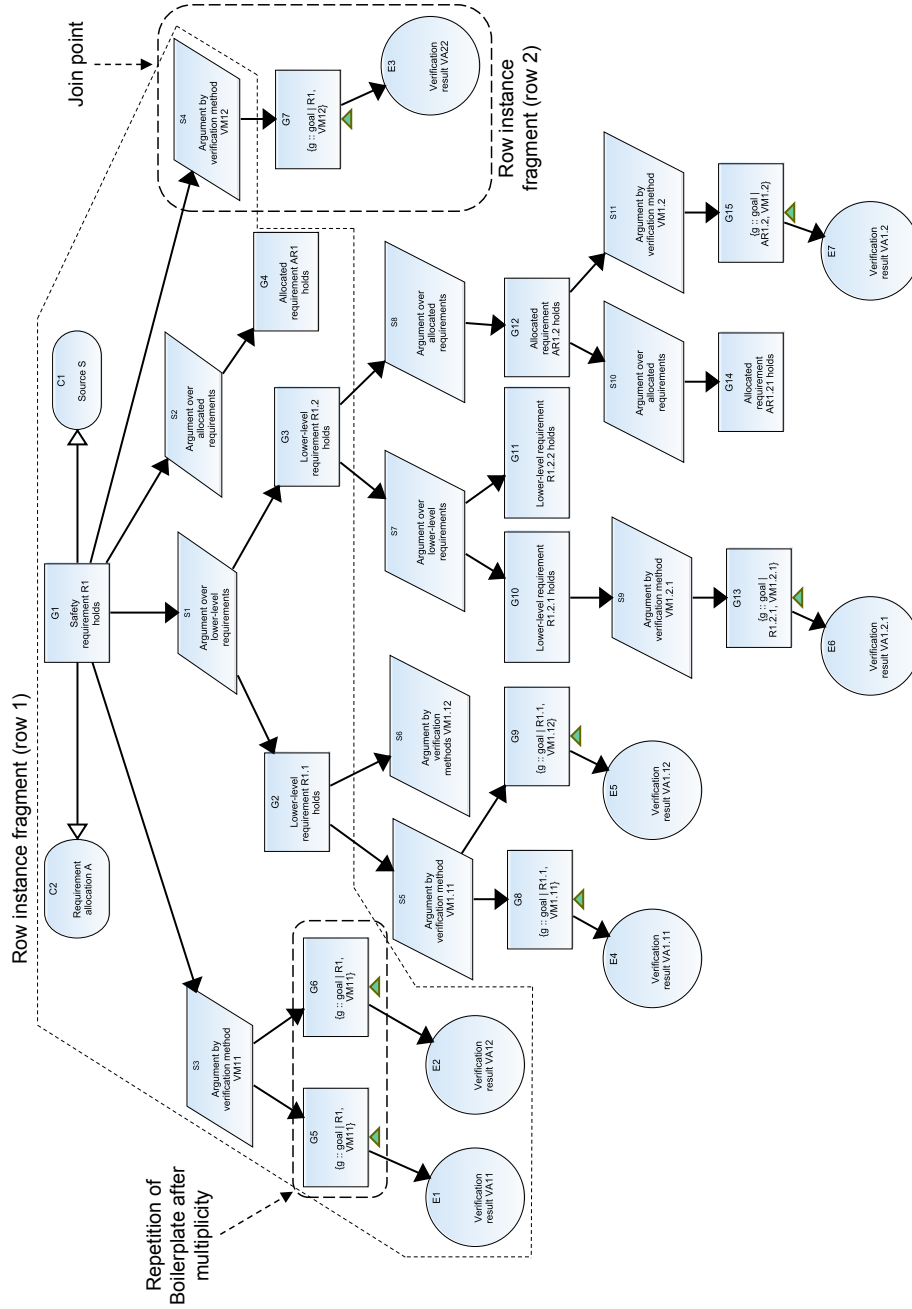 Row instance fragment (row 1)
Join point
C2
Requirement
allocation A
G1
Safety
requirement R1
holds
C1
Source S
S3
Argument by
verification method
VM11
S1
Argument over
lower-level
requirements
S2
Argument over
allocated
requirements
S4
Argument by
verification method
VM12
Repetition of
Boilerplate after
multiplicity
G5
{g :: goal | R1,
VM11}
G6
{g :: goal | R1,
VM11}
G2
Lower-level
requirement R1.1
holds
G3
Lower-level
requirement R1.2
holds
G4
Allocated
requirement AR1
holds
G7
{g :: goal | R1,
VM12}
E1
Verification
result VA11
E2
Verification
result VA12
S5
Argument by
verification method
VM1.11
S6
Argument by
verification
methods VM1.12
S7
Argument over
lower-level
requirements
S8
Argument over
allocated
requirements
E3
Verification
result VA22
Row instance
fragment (row 2)
G8
{g :: goal | R1.1,
VM1.11}
G9
{g :: goal | R1.1,
VM1.12}
G10
Lower-level requirement
R1.2.1 holds
G11
Lower-level requirement
R1.2.2 holds
G12
Allocated
requirement
AR1.2 holds
E4
Verification
result VA1.11
E5
Verification
result VA1.12
S9
Argument by
verification method
VM1.2.1
S10
Argument over
allocated
requirements
S11
Argument by
verification method
VM1.2
G13
{g :: goal |
R1.2.1, VM1.2.1}
G14
Allocated
requirement
AR1.21 holds
G15
{g :: goal |
AR1.2, VM1.2}
E6
Verification
result VA1.2.1
E7
Verification
result VA1.2